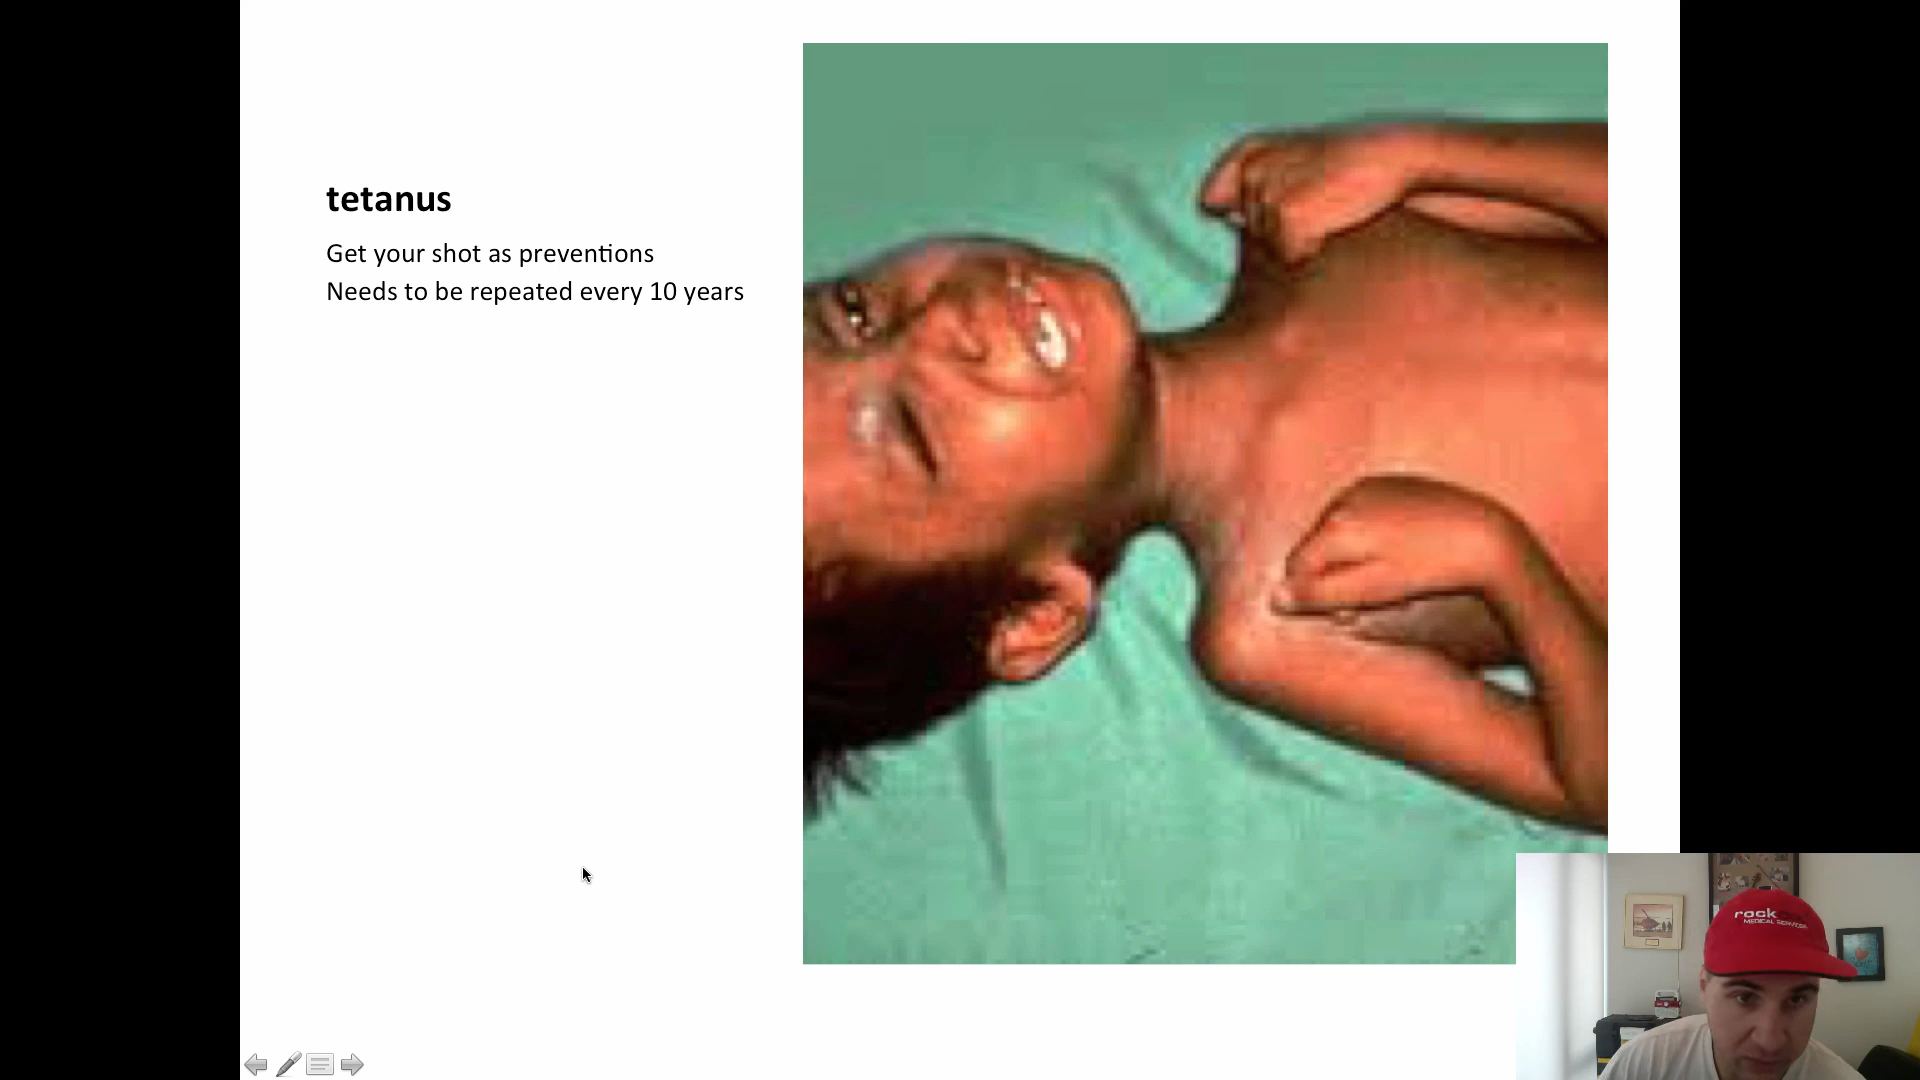 tetanus
Get your shot as preventions
Needs to be repeated every 10 years
rock
MEDICAL SERVICES